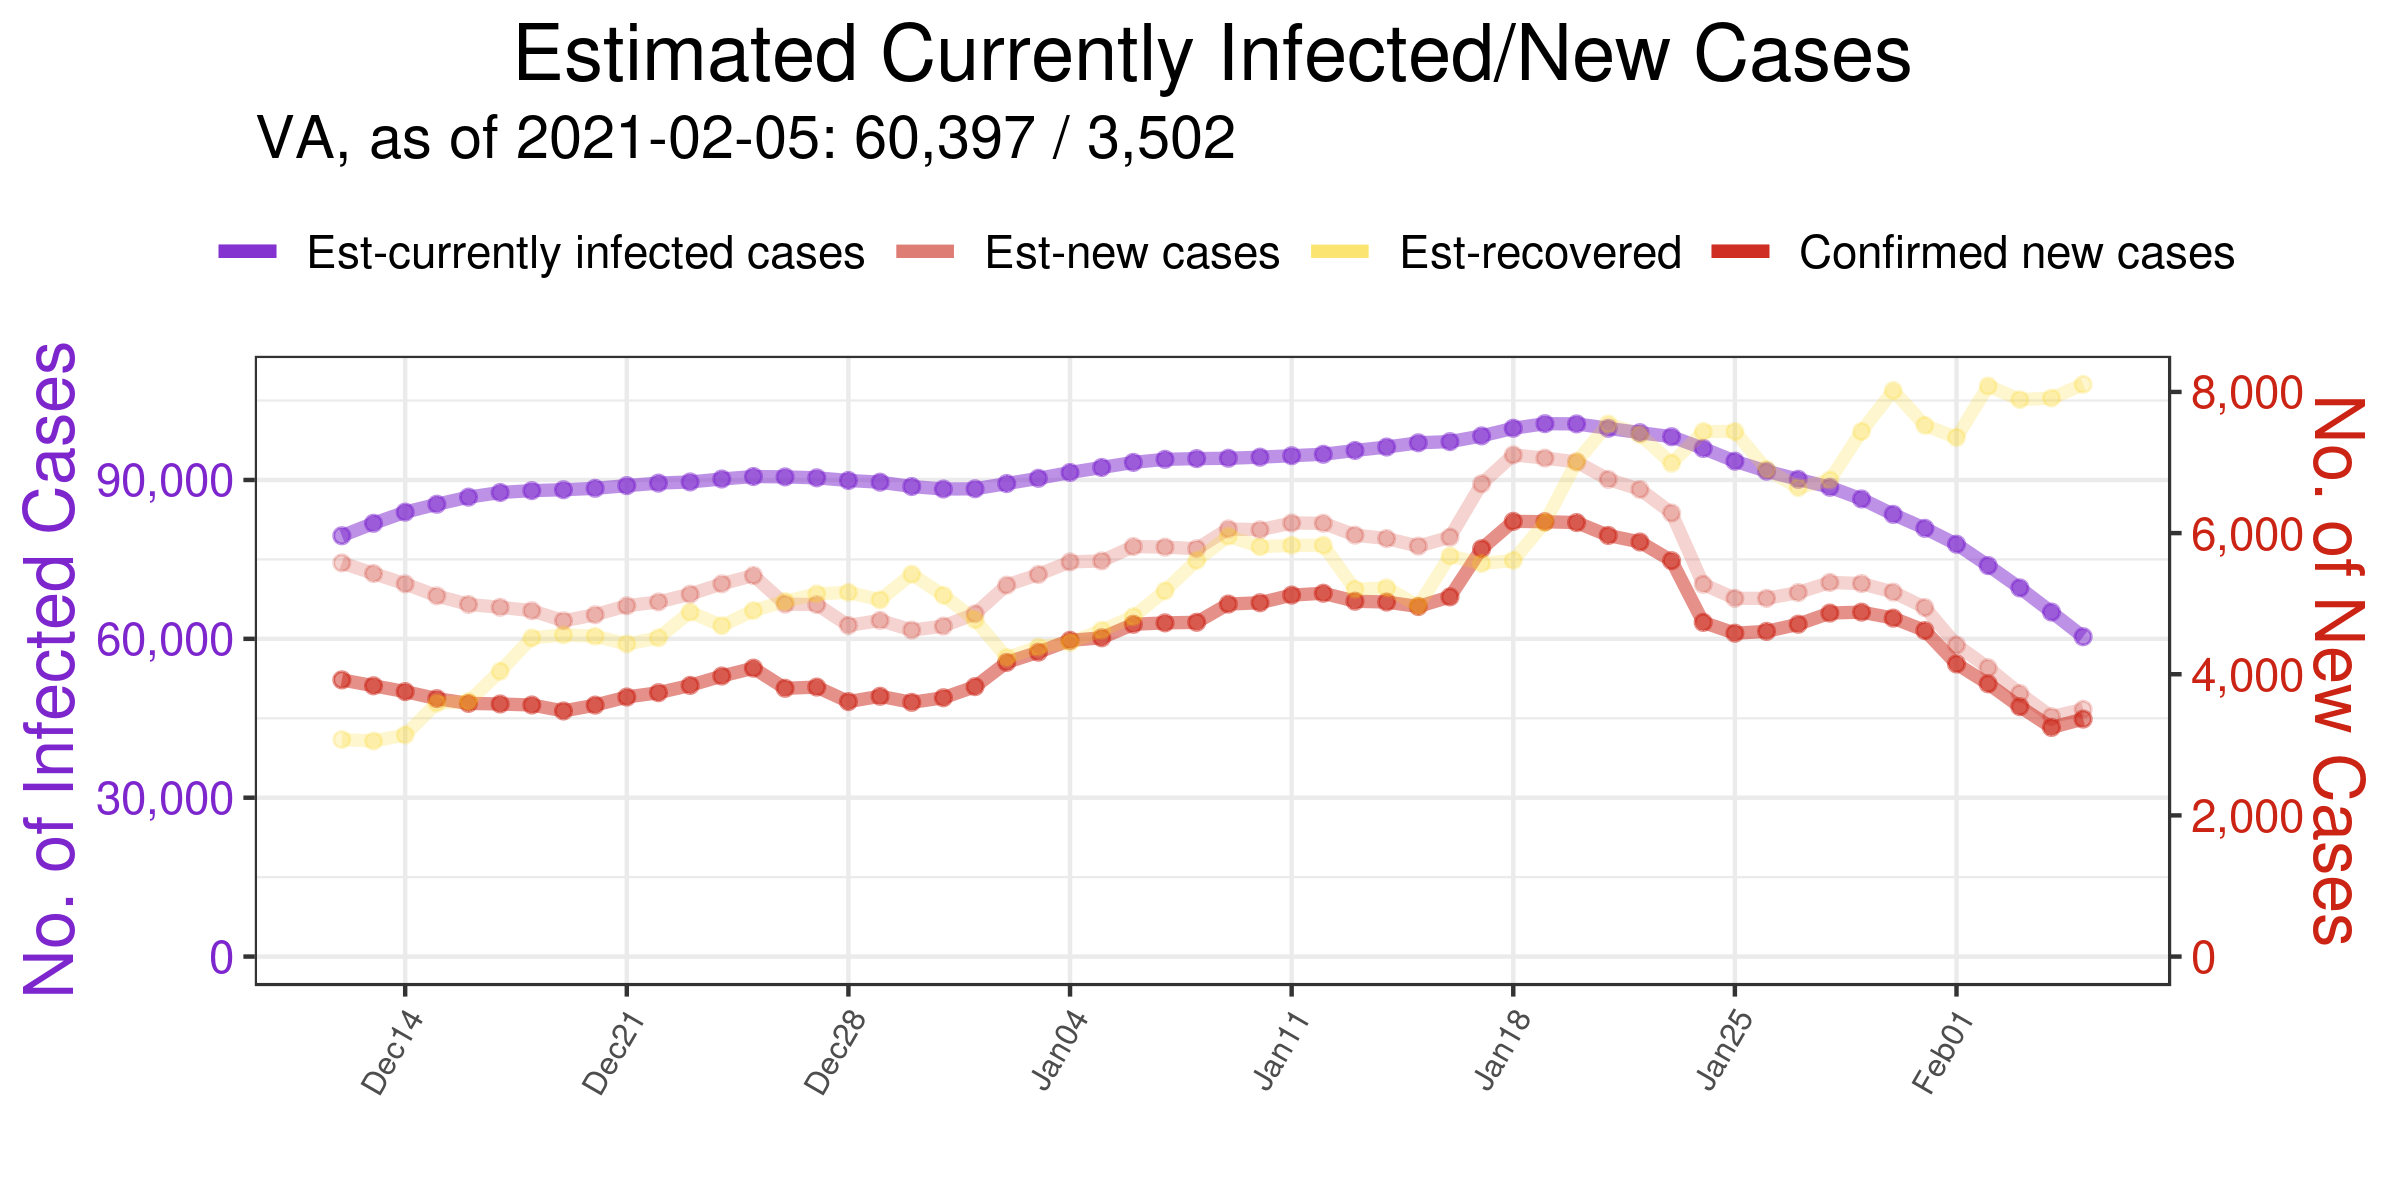 Estimated Currently Infected/New Cases
VA, as of 2021-02-05: 60,397 / 3,502
Est-currently infected cases Est-new cases Est-recovered Confirmed new cases
No. of Infected Cases
90,000
60,000
30,000
0
8,000
6,000
4,000
2,000
0
No. of New Cases
Dec14 Dec21 Dec28 Jan04 Jan11 Jan18 Jan25 Feb01